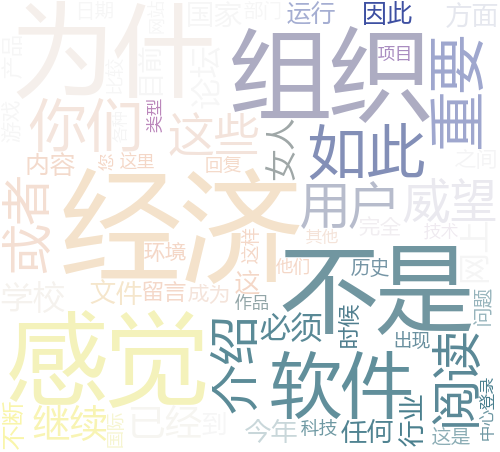 日期
部门
国家
运行
因此
方面
为什
组织
项目
产品
比较
目前
论坛
重要
类型
你们
这些
女人
如此
游戏
内容
这里
回复
之间
经济
用户
威望
或者
完全
技术
网上
环境
这样
其他
不是
学校
文件
留言
成为
这
他们
历史
作品
问题
感觉
介绍
必须
时候
出现
阅读
软件
登录
不断
继续
国际
已经
到
今年
科技
任何
行业
这是
中心